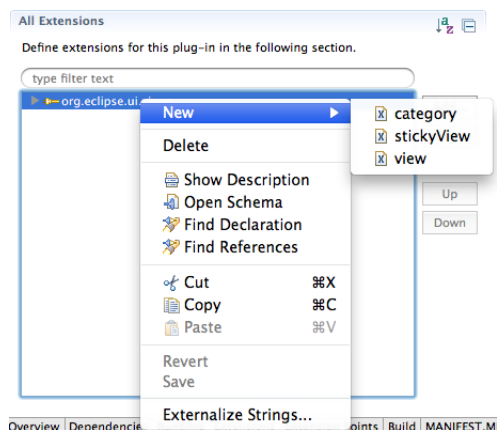 All Extensions
Define extensions for this plug-in in the following section.
type filter text
org.eclipse.ui.
New
category
stickyView
view
Delete
Show Description
Open Schema
Find Declaration
Find References
Up
Down
Cut ⌘X
Copy ⌘C
Paste ⌘V
Revert
Save
Externalize Strings...
Overview Dependencie oints Build MANIFEST.M